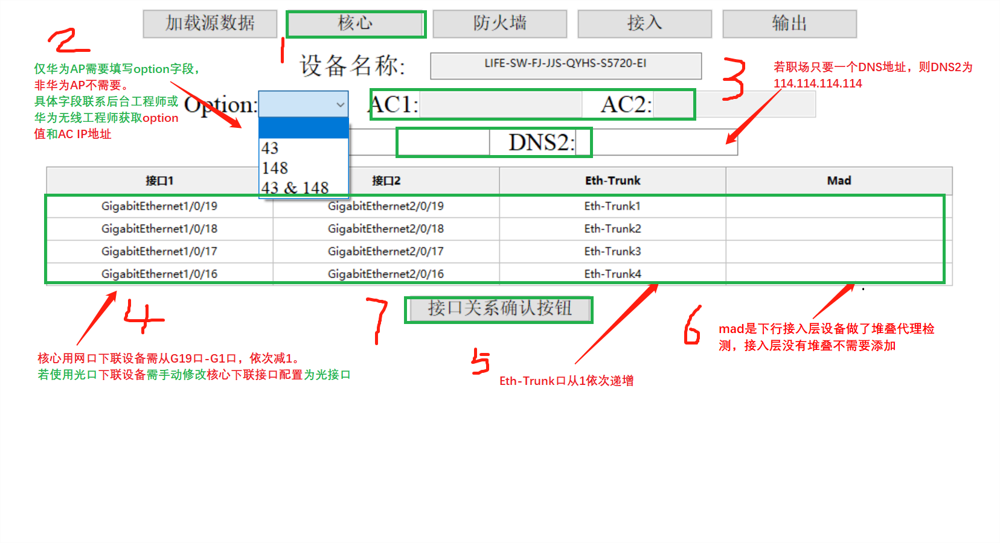 加载源数据 核心 防火墙 接入 输出
2
1
设备名称: LIFE-SW-FJ-JJS-QYHS-S5720-EI
3
若职场只要一个DNS地址，则DNS2为
114.114.114.114
仅华为AP需要填写option字段，
非华为AP不需要。
具体字段联系后台工程师或
华为无线工程师获取option
值和AC IP地址
Option: AC1: AC2:
43
148
43 & 148
DNS2:
接口1 接口2 Eth-Trunk Mad
GigabitEthernet1/0/19 GigabitEthernet2/0/19 Eth-Trunk1
GigabitEthernet1/0/18 GigabitEthernet2/0/18 Eth-Trunk2
GigabitEthernet1/0/17 GigabitEthernet2/0/17 Eth-Trunk3
GigabitEthernet1/0/16 GigabitEthernet2/0/16 Eth-Trunk4
4
7
接口关系确认按钮
6
mad是下行接入层设备做了堆叠代理检
测，接入层没有堆叠不需要添加
核心用网口下联设备需从G19口-G1口，依次减1。
若使用光口下联设备需手动修改核心下联接口配置为光接口
5
Eth-Trunk口从1依次递增